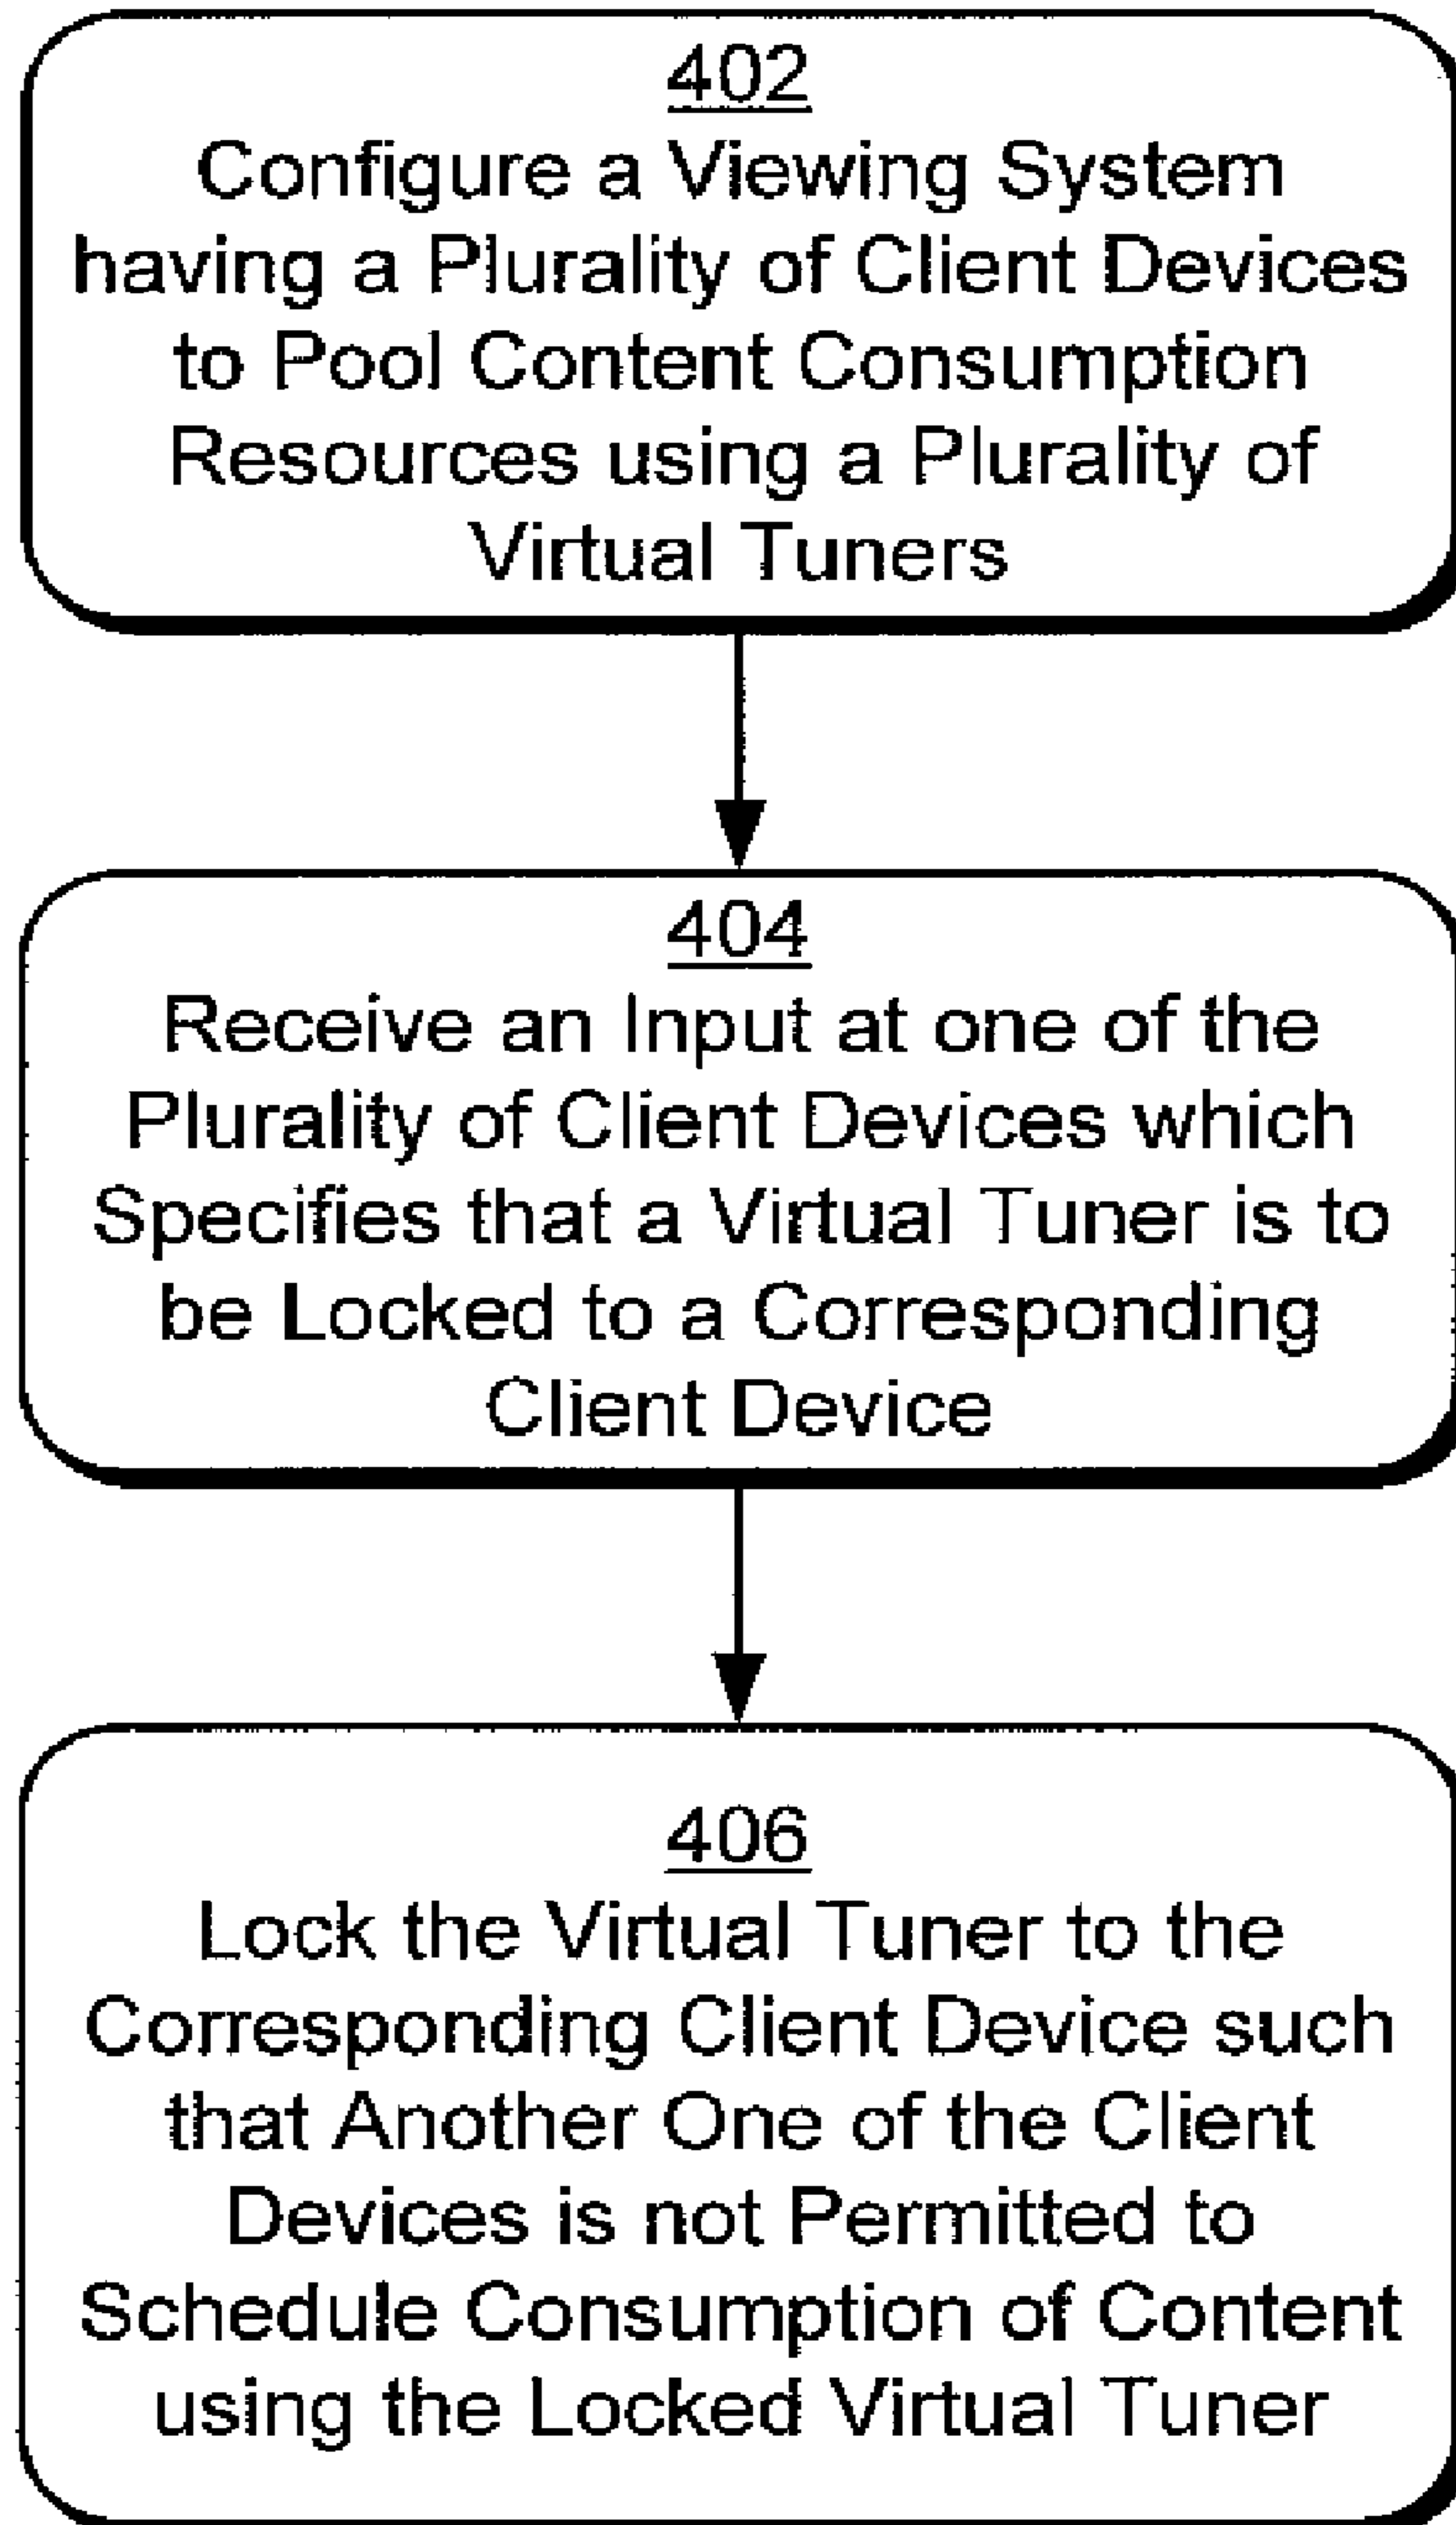 402
Configure a Viewing System
having a Plurality of Client Devices
to Pool Content Consumption
Resources using a Plurality of
Virtual Tuners
404
Receive an Input at one of the
Plurality of Client Devices which
Specifies that a Virtual Tuner is to
be Locked to a Corresponding
Client Device
406
Lock the Virtual Tuner to the
Corresponding Client Device such
that Another One of the Client
Devices is not Permitted to
Schedule Consumption of Content
using the Locked Virtual Tuner